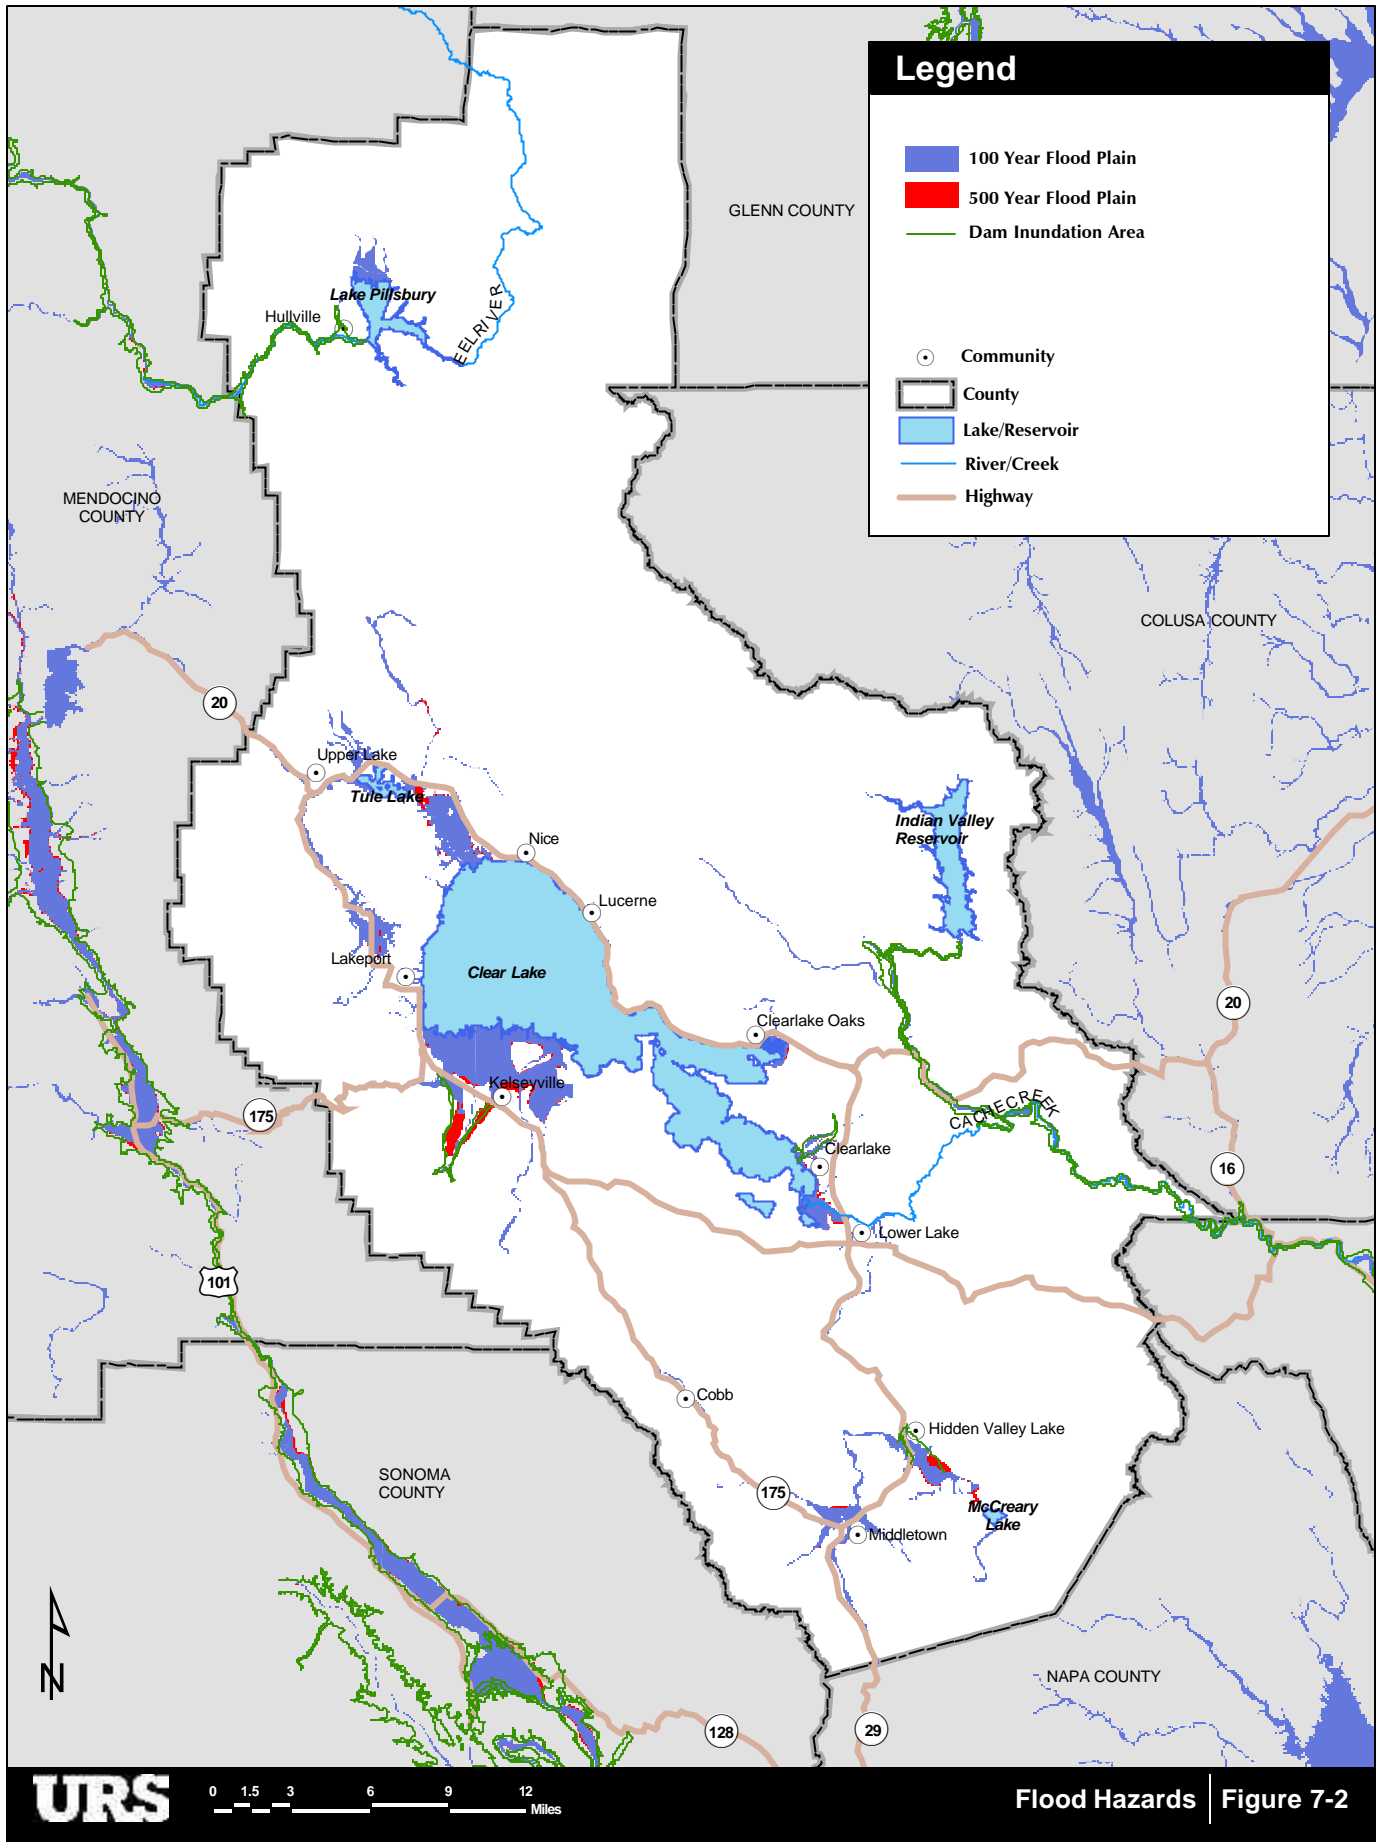 Legend
100 Year Flood Plain
500 Year Flood Plain
Dam Inundation Area
Community
County
Lake/Reservoir
River/Creek
Highway
GLENN COUNTY
Lake Pillsbury
Hullville
EELRIVER
MENDOCINO
COUNTY
COLUSA COUNTY
20
Upper Lake
Tule Lake
Indian Valley
Reservoir
Nice
Lucerne
Lakeport
Clear Lake
20
Clearlake Oaks
Kelseyville
175
CACHECREEK
Clearlake
16
Lower Lake
101
Cobb
Hidden Valley Lake
SONOMA
COUNTY
175
McCreary
Lake
Middletown
N
NAPA COUNTY
128
29
URS
0 1.5 3 6 9 12
Miles
Flood Hazards
Figure 7-2